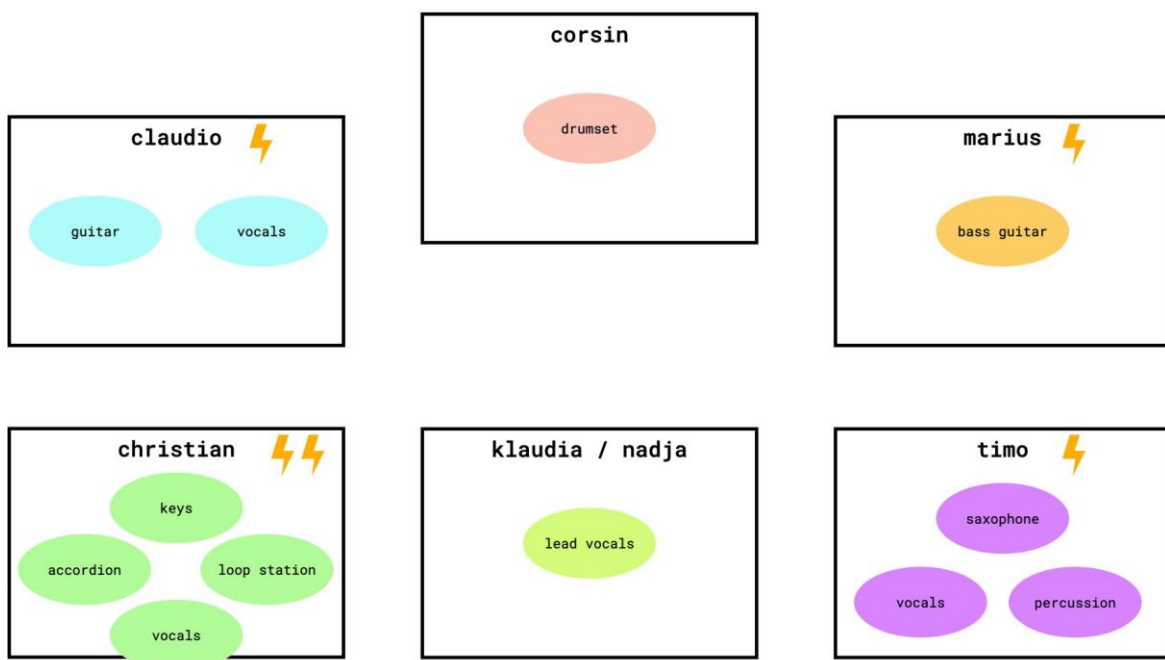 corsin
drumset
claudio
guitar
vocals
marius
bass guitar
christian
keys
accordion
loop station
vocals
klaudia / nadja
lead vocals
timo
saxophone
vocals
percussion